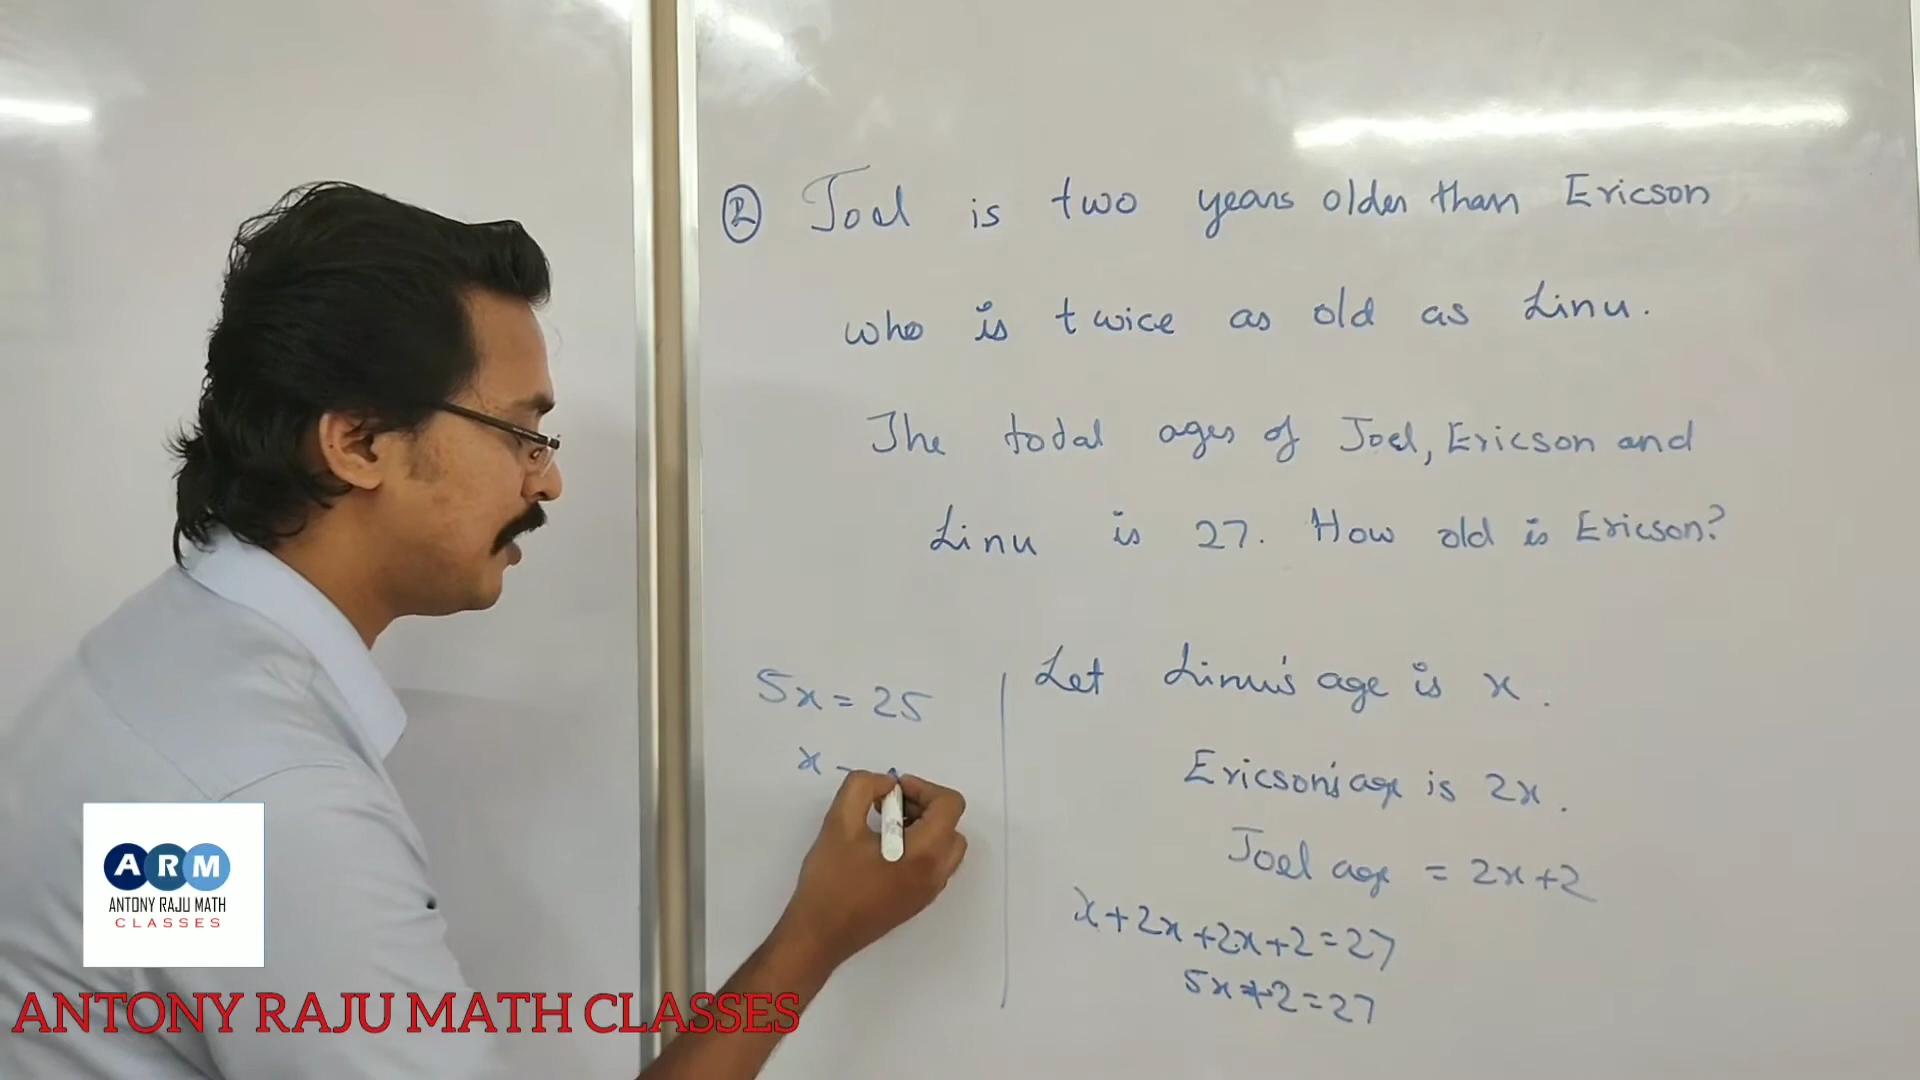 ② Joel is two years older than Ericson
who is twice as old as Linu.
The total ages of Joel, Ericson and
Linu is 27. How old is Ericson?
Let Linu's age is x.
Ericson's age is 2x.
Joel age = 2x+2
x+2x+2x+2=27
5x+2=27
5x=25
x=
ARM
ANTONY RAJU MATH
CLASSES
ANTONY RAJU MATH CLASSES